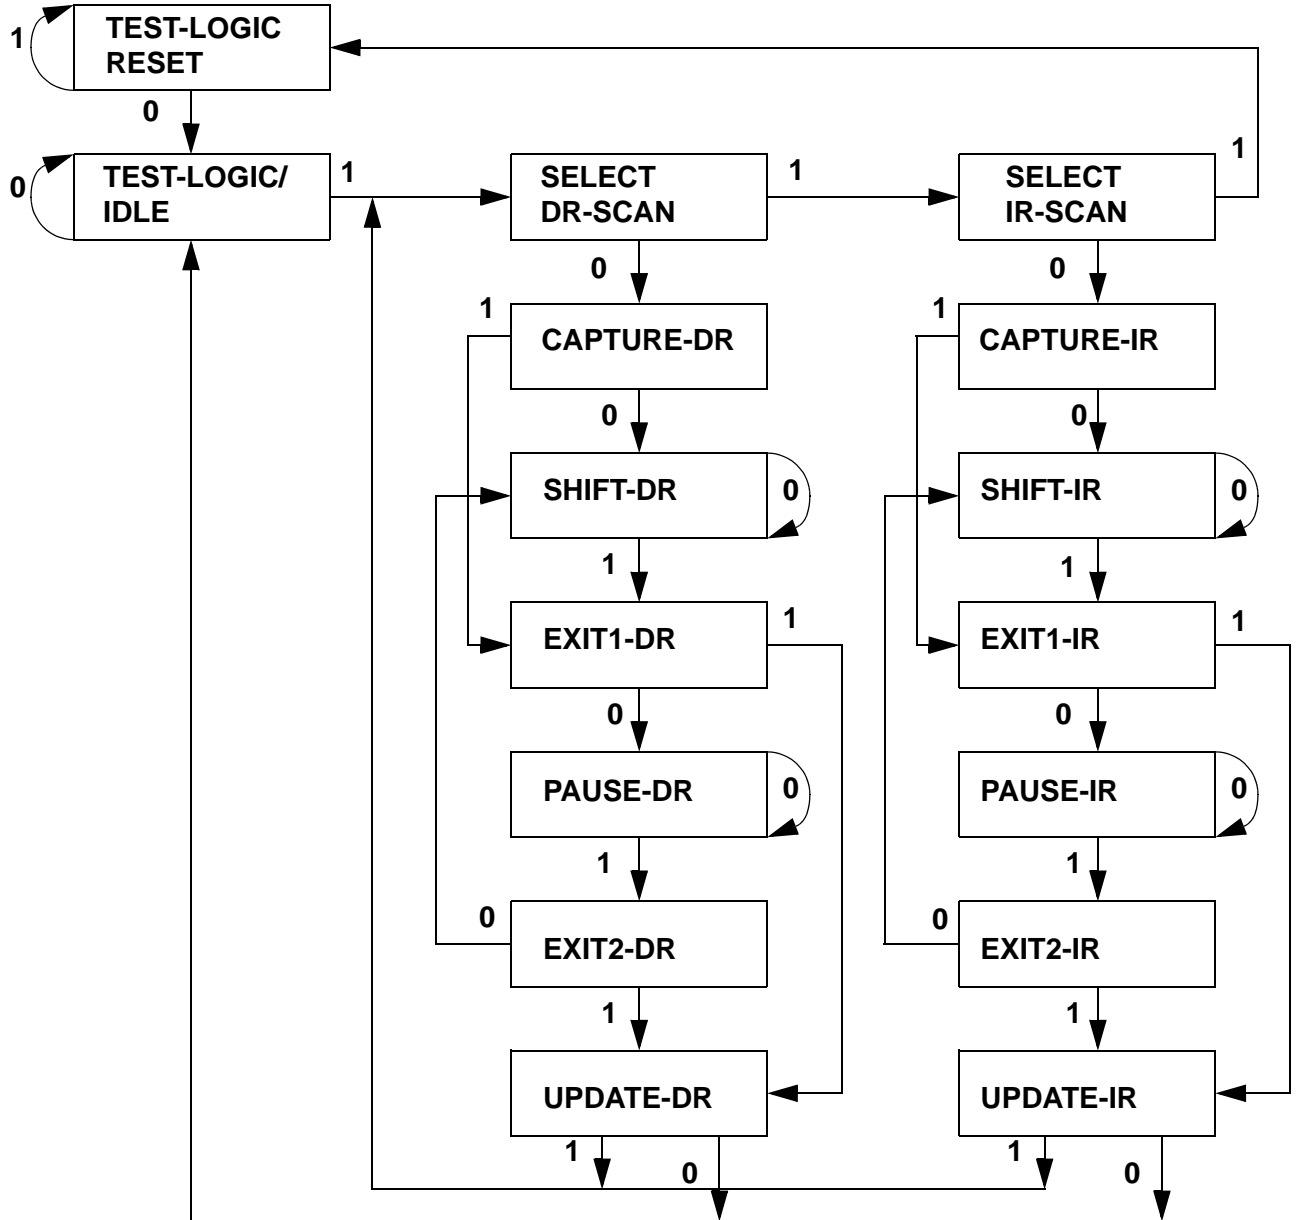 TEST-LOGIC
RESET
1
0
TEST-LOGIC/
IDLE
0
1
SELECT
DR-SCAN
1
SELECT
IR-SCAN
1
0
0
1
CAPTURE-DR
1
CAPTURE-IR
0
0
SHIFT-DR
0
SHIFT-IR
0
1
1
EXIT1-DR
1
EXIT1-IR
1
0
0
PAUSE-DR
0
PAUSE-IR
0
1
1
0
EXIT2-DR
0
EXIT2-IR
1
1
UPDATE-DR
UPDATE-IR
1
0
1
0